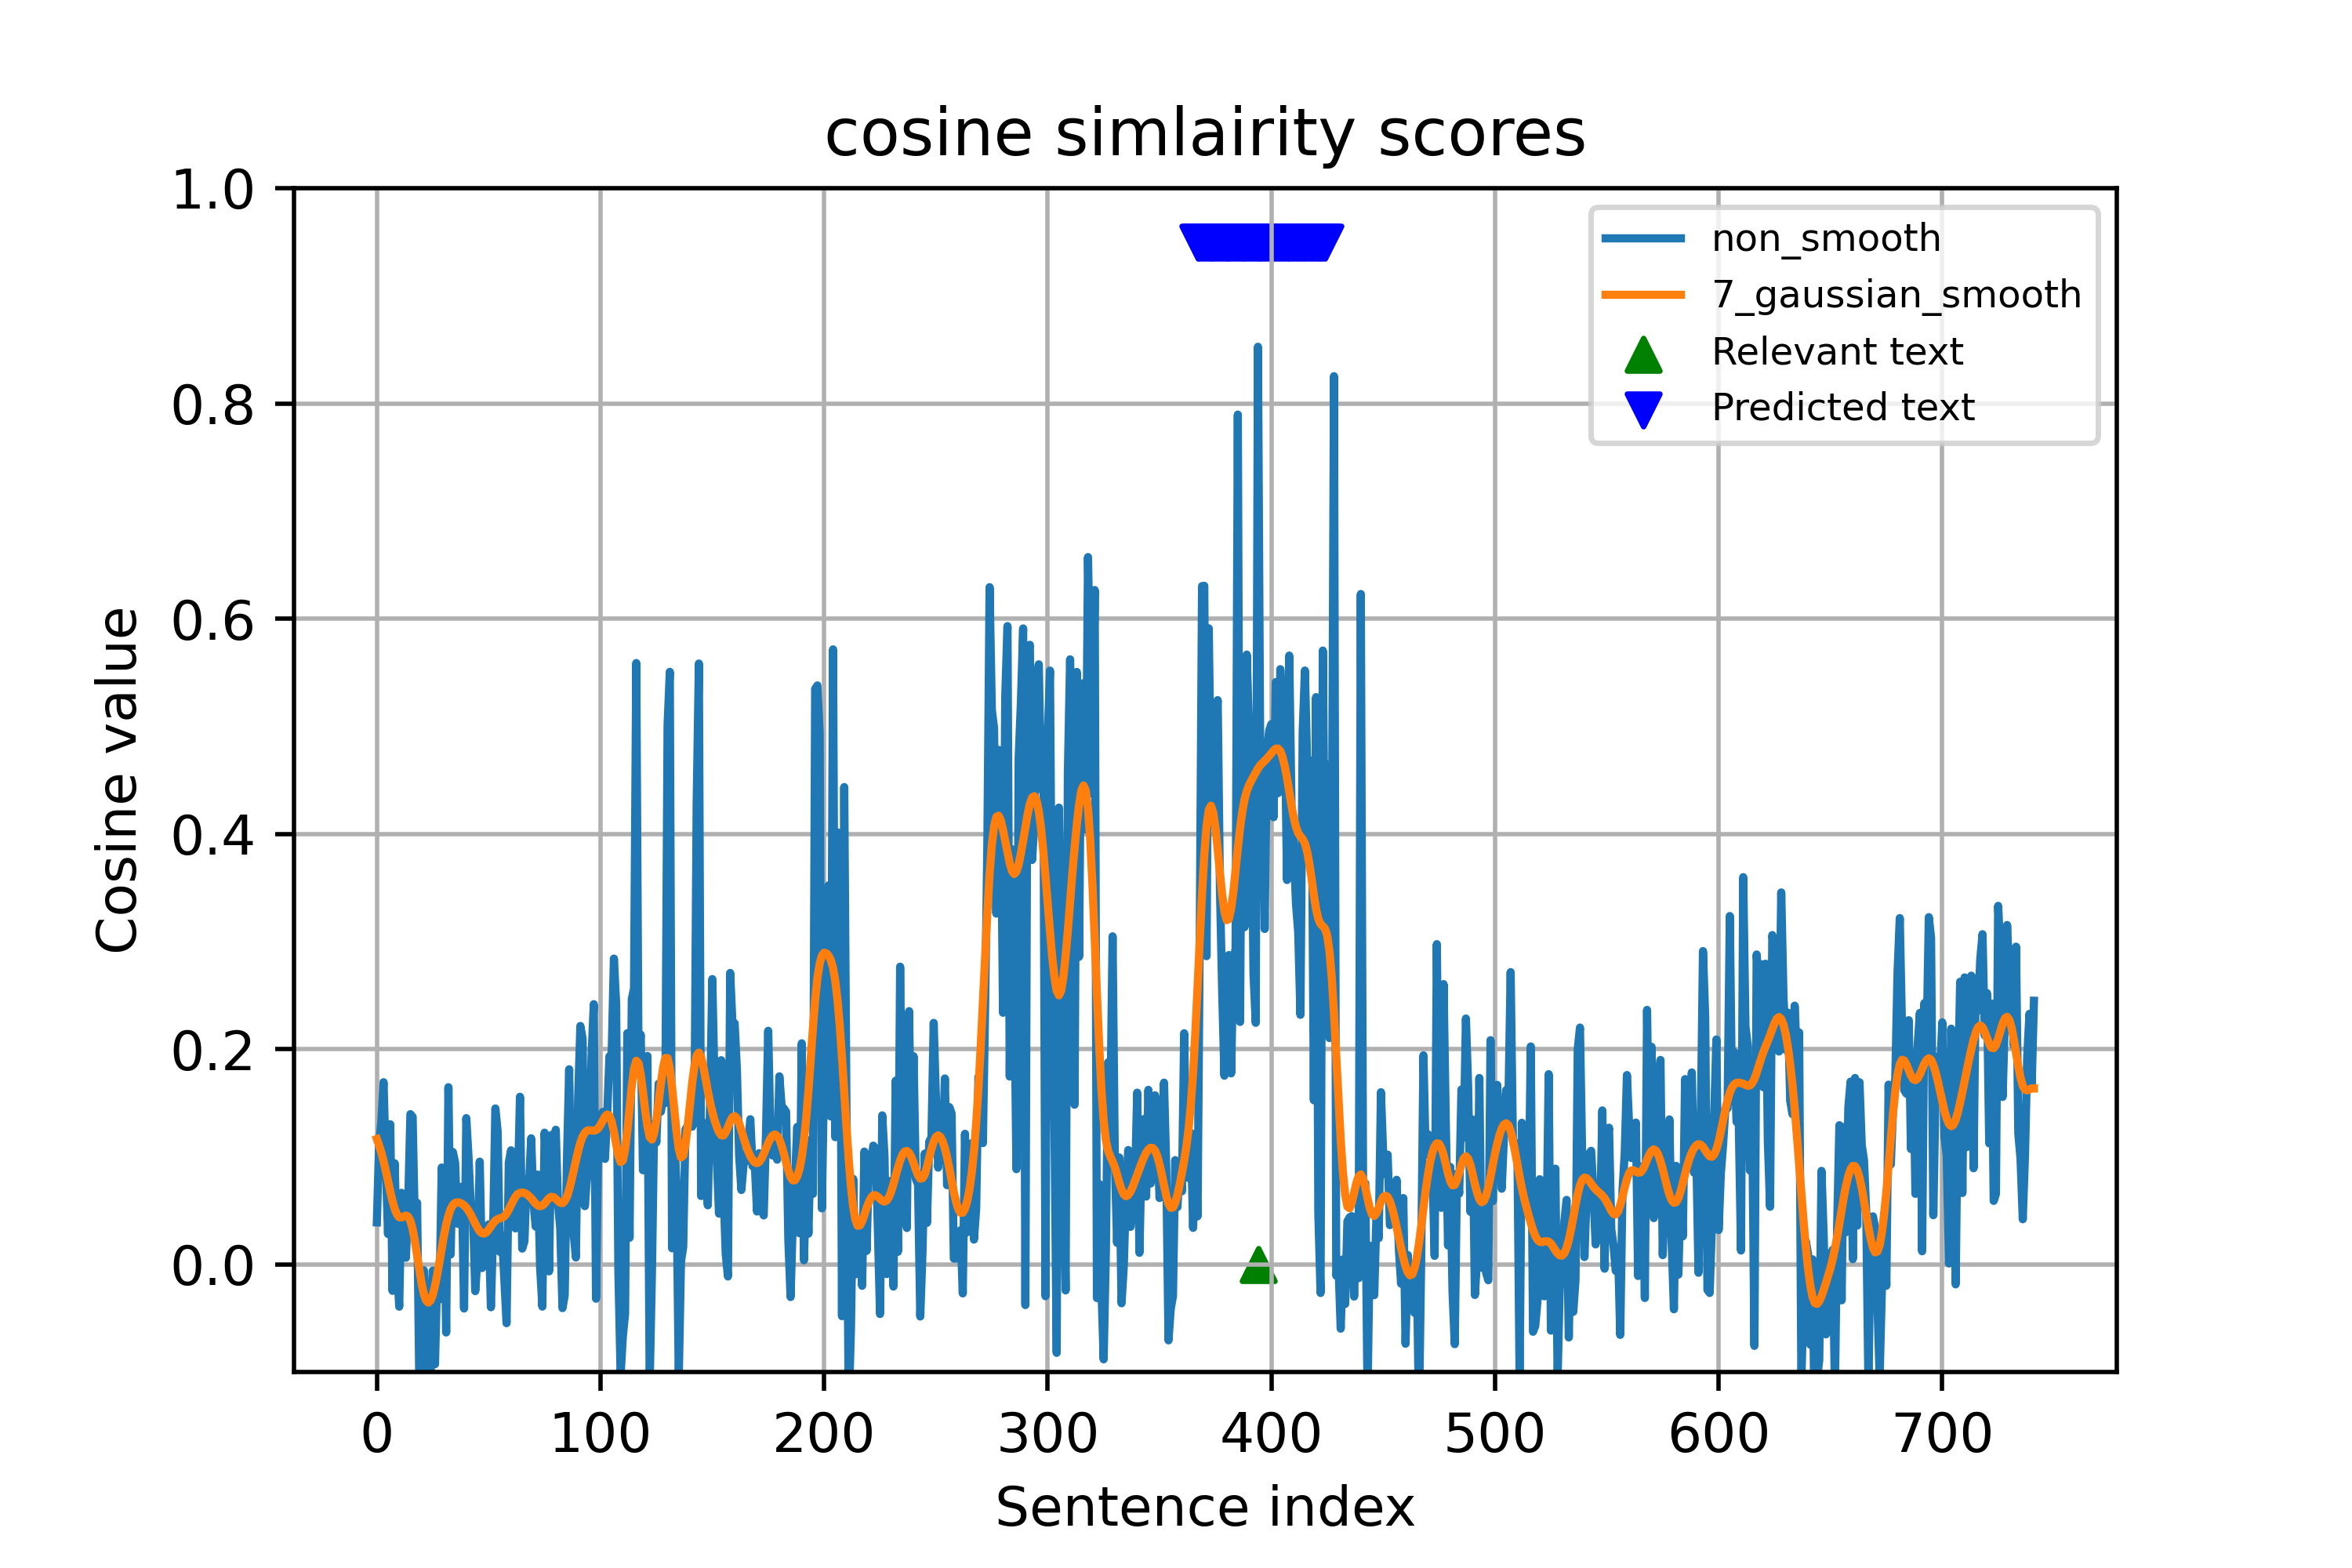 cosine simlairity scores
1.0
0.8
0.6
0.4
0.2
0.0
Cosine value
non_smooth
7_gaussian_smooth
Relevant text
Predicted text
0 100 200 300 400 500 600 700
Sentence index